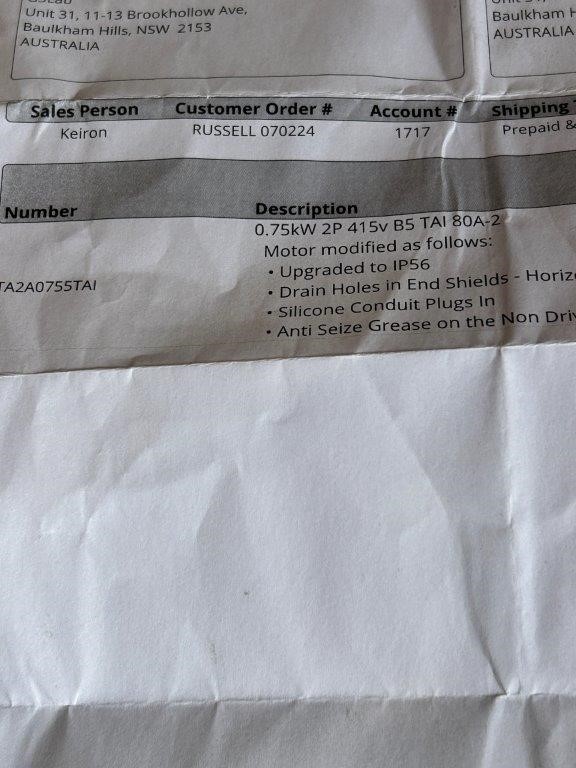 Unit 31, 11-13 Brookhollow Ave,
Baulkham Hills, NSW 2153
AUSTRALIA
Baulkham
AUSTRALIA
Sales Person Customer Order # Account # Shipping
Keiron RUSSELL 070224 1717 Prepaid &
Number Description
0.75kW 2P 415v B5 TAI 80A-2
Motor modified as follows:
• Upgraded to IP56
TA2A0755TAI
• Drain Holes in End Shields - Horiz
• Silicone Conduit Plugs In
• Anti Seize Grease on the Non Driv